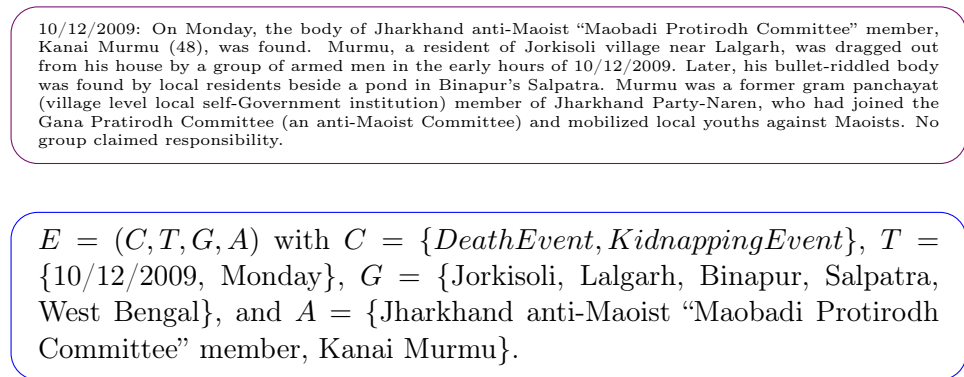 10/12/2009: On Monday, the body of Jharkhand anti-Maoist “Maobadi Protirodh Committee” member,
Kanai Murmu (48), was found. Murmu, a resident of Jorkisoli village near Lalgarh, was dragged out
from his house by a group of armed men in the early hours of 10/12/2009. Later, his bullet-riddled body
was found by local residents beside a pond in Binapur's Salpatra. Murmu was a former gram panchayat
(village level local self-Government institution) member of Jharkhand Party-Naren, who had joined the
Gana Pratirodh Committee (an anti-Maoist Committee) and mobilized local youths against Maoists. No
group claimed responsibility.
E = (C, T, G, A) with C = {DeathEvent, KidnappingEvent}, T =
{10/12/2009, Monday}, G = {Jorkisoli, Lalgarh, Binapur, Salpatra,
West Bengal}, and A = {Jharkhand anti-Maoist “Maobadi Protirodh
Committee” member, Kanai Murmu}.